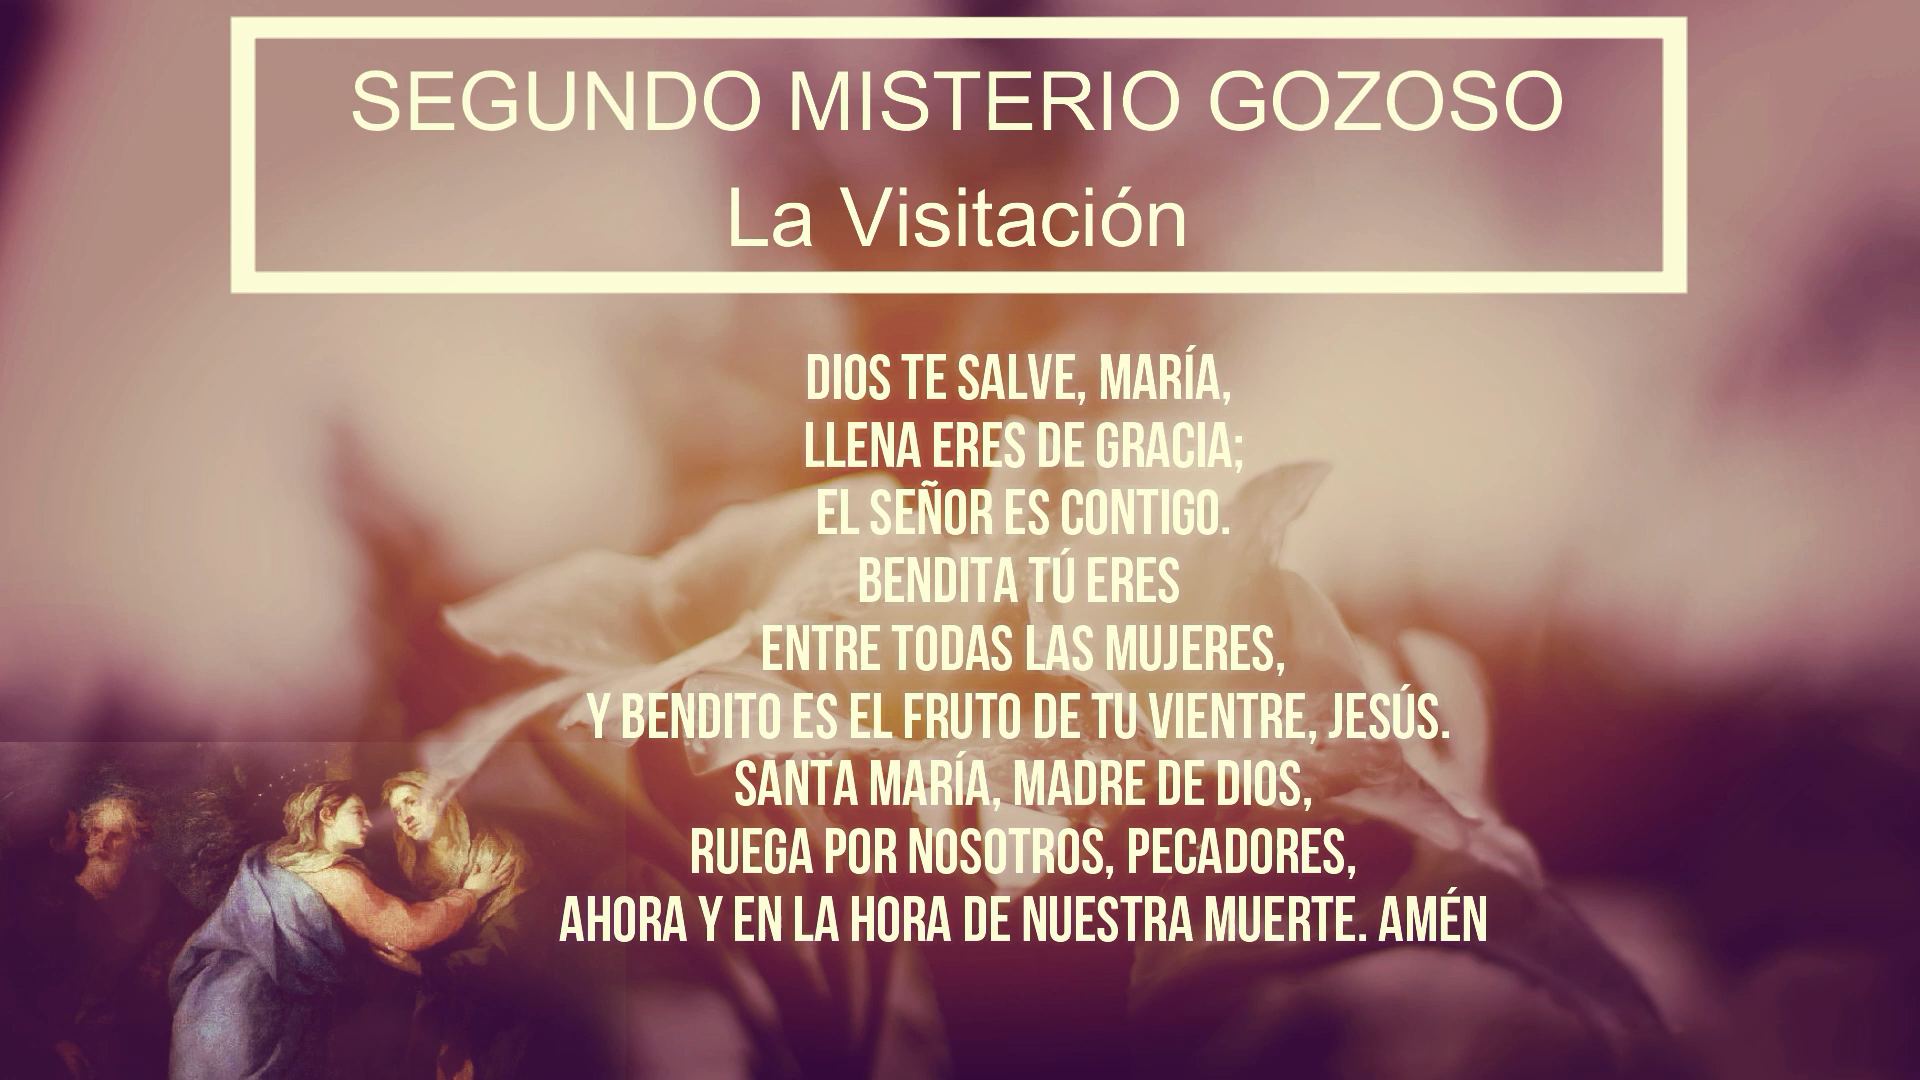 SEGUNDO MISTERIO GOZOSO
La Visitación
DIOS TE SALVE, MARÍA,
LLENA ERES DE GRACIA;
EL SEÑOR ES CONTIGO.
BENDITA TÚ ERES
ENTRE TODAS LAS MUJERES,
Y BENDITO ES EL FRUTO DE TU VIENTRE, JESÚS.
SANTA MARÍA, MADRE DE DIOS,
RUEGA POR NOSOTROS, PECADORES,
AHORA Y EN LA HORA DE NUESTRA MUERTE. AMÉN